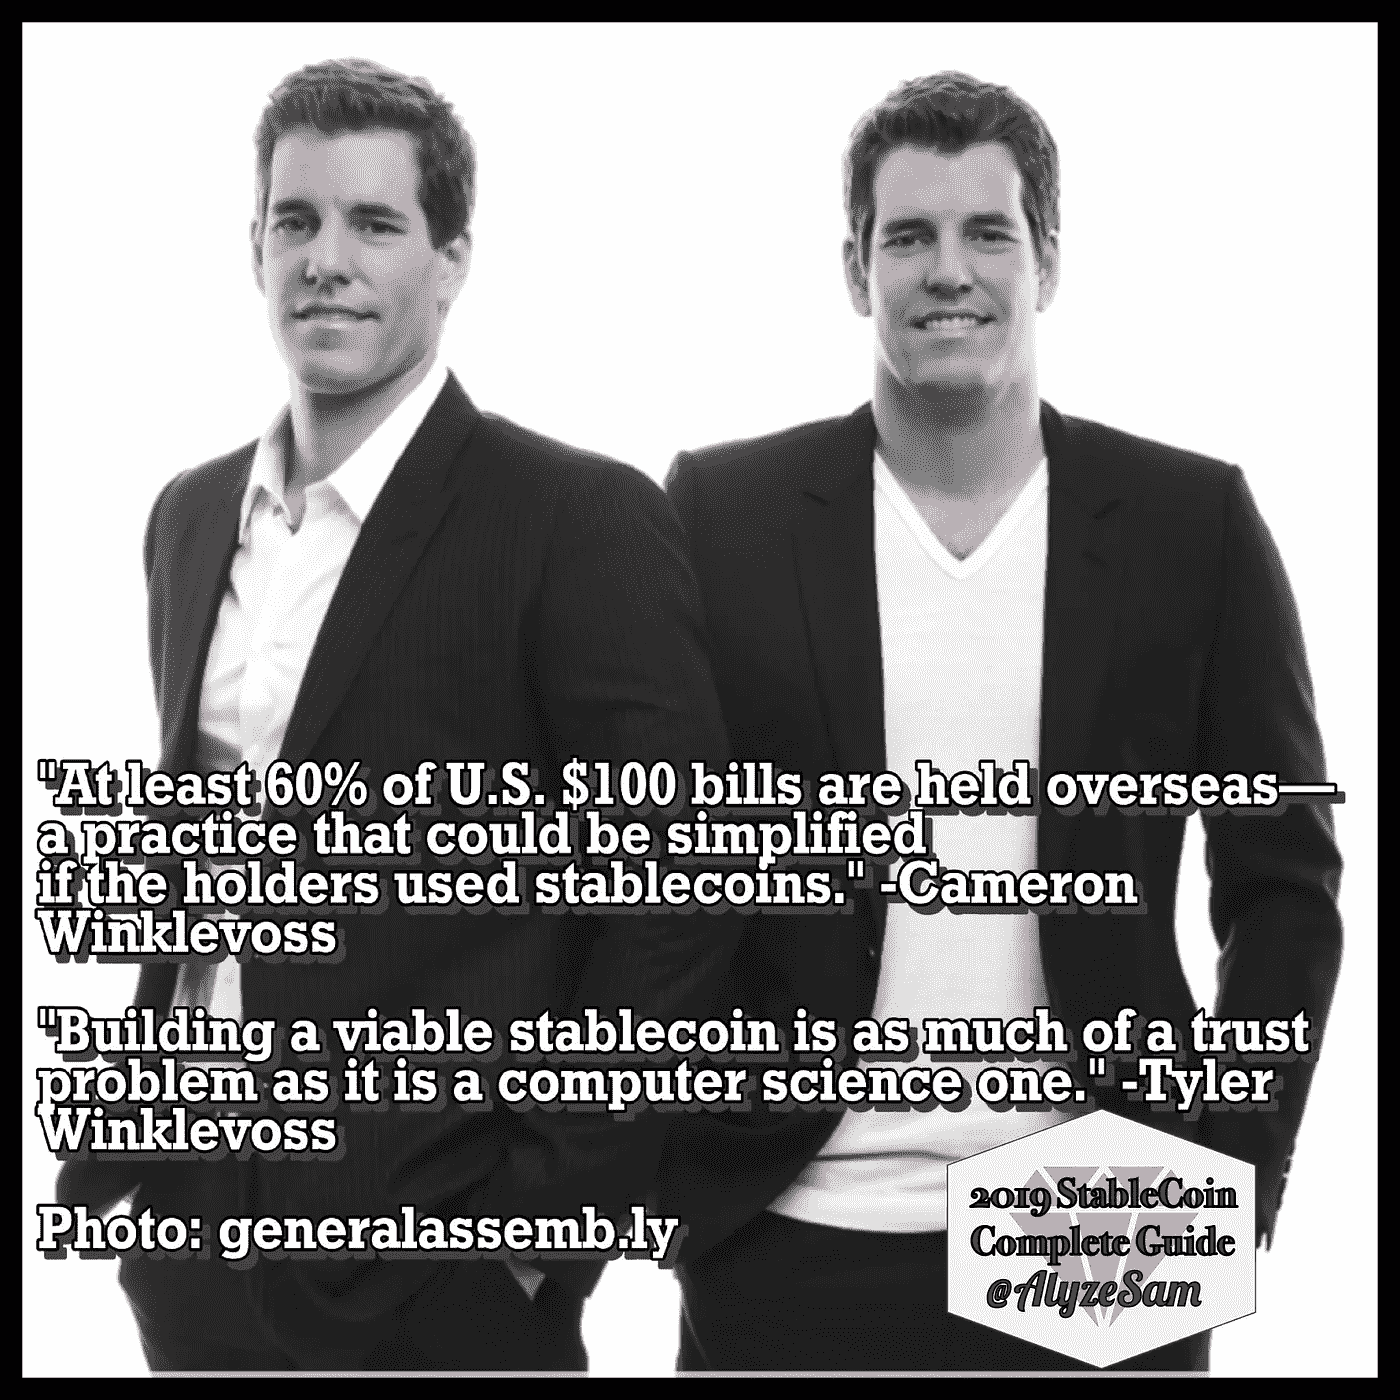 "At least 60% of U.S. $100 bills are held overseas—
a practice that could be simplified
if the holders used stablecoins." -Cameron
Winklevoss
"Building a viable stablecoin is as much of a trust
problem as it is a computer science one." -Tyler
Winklevoss
Photo: generalassemb.ly
2019 StableCoin
Complete Guide
@AlyzeSam